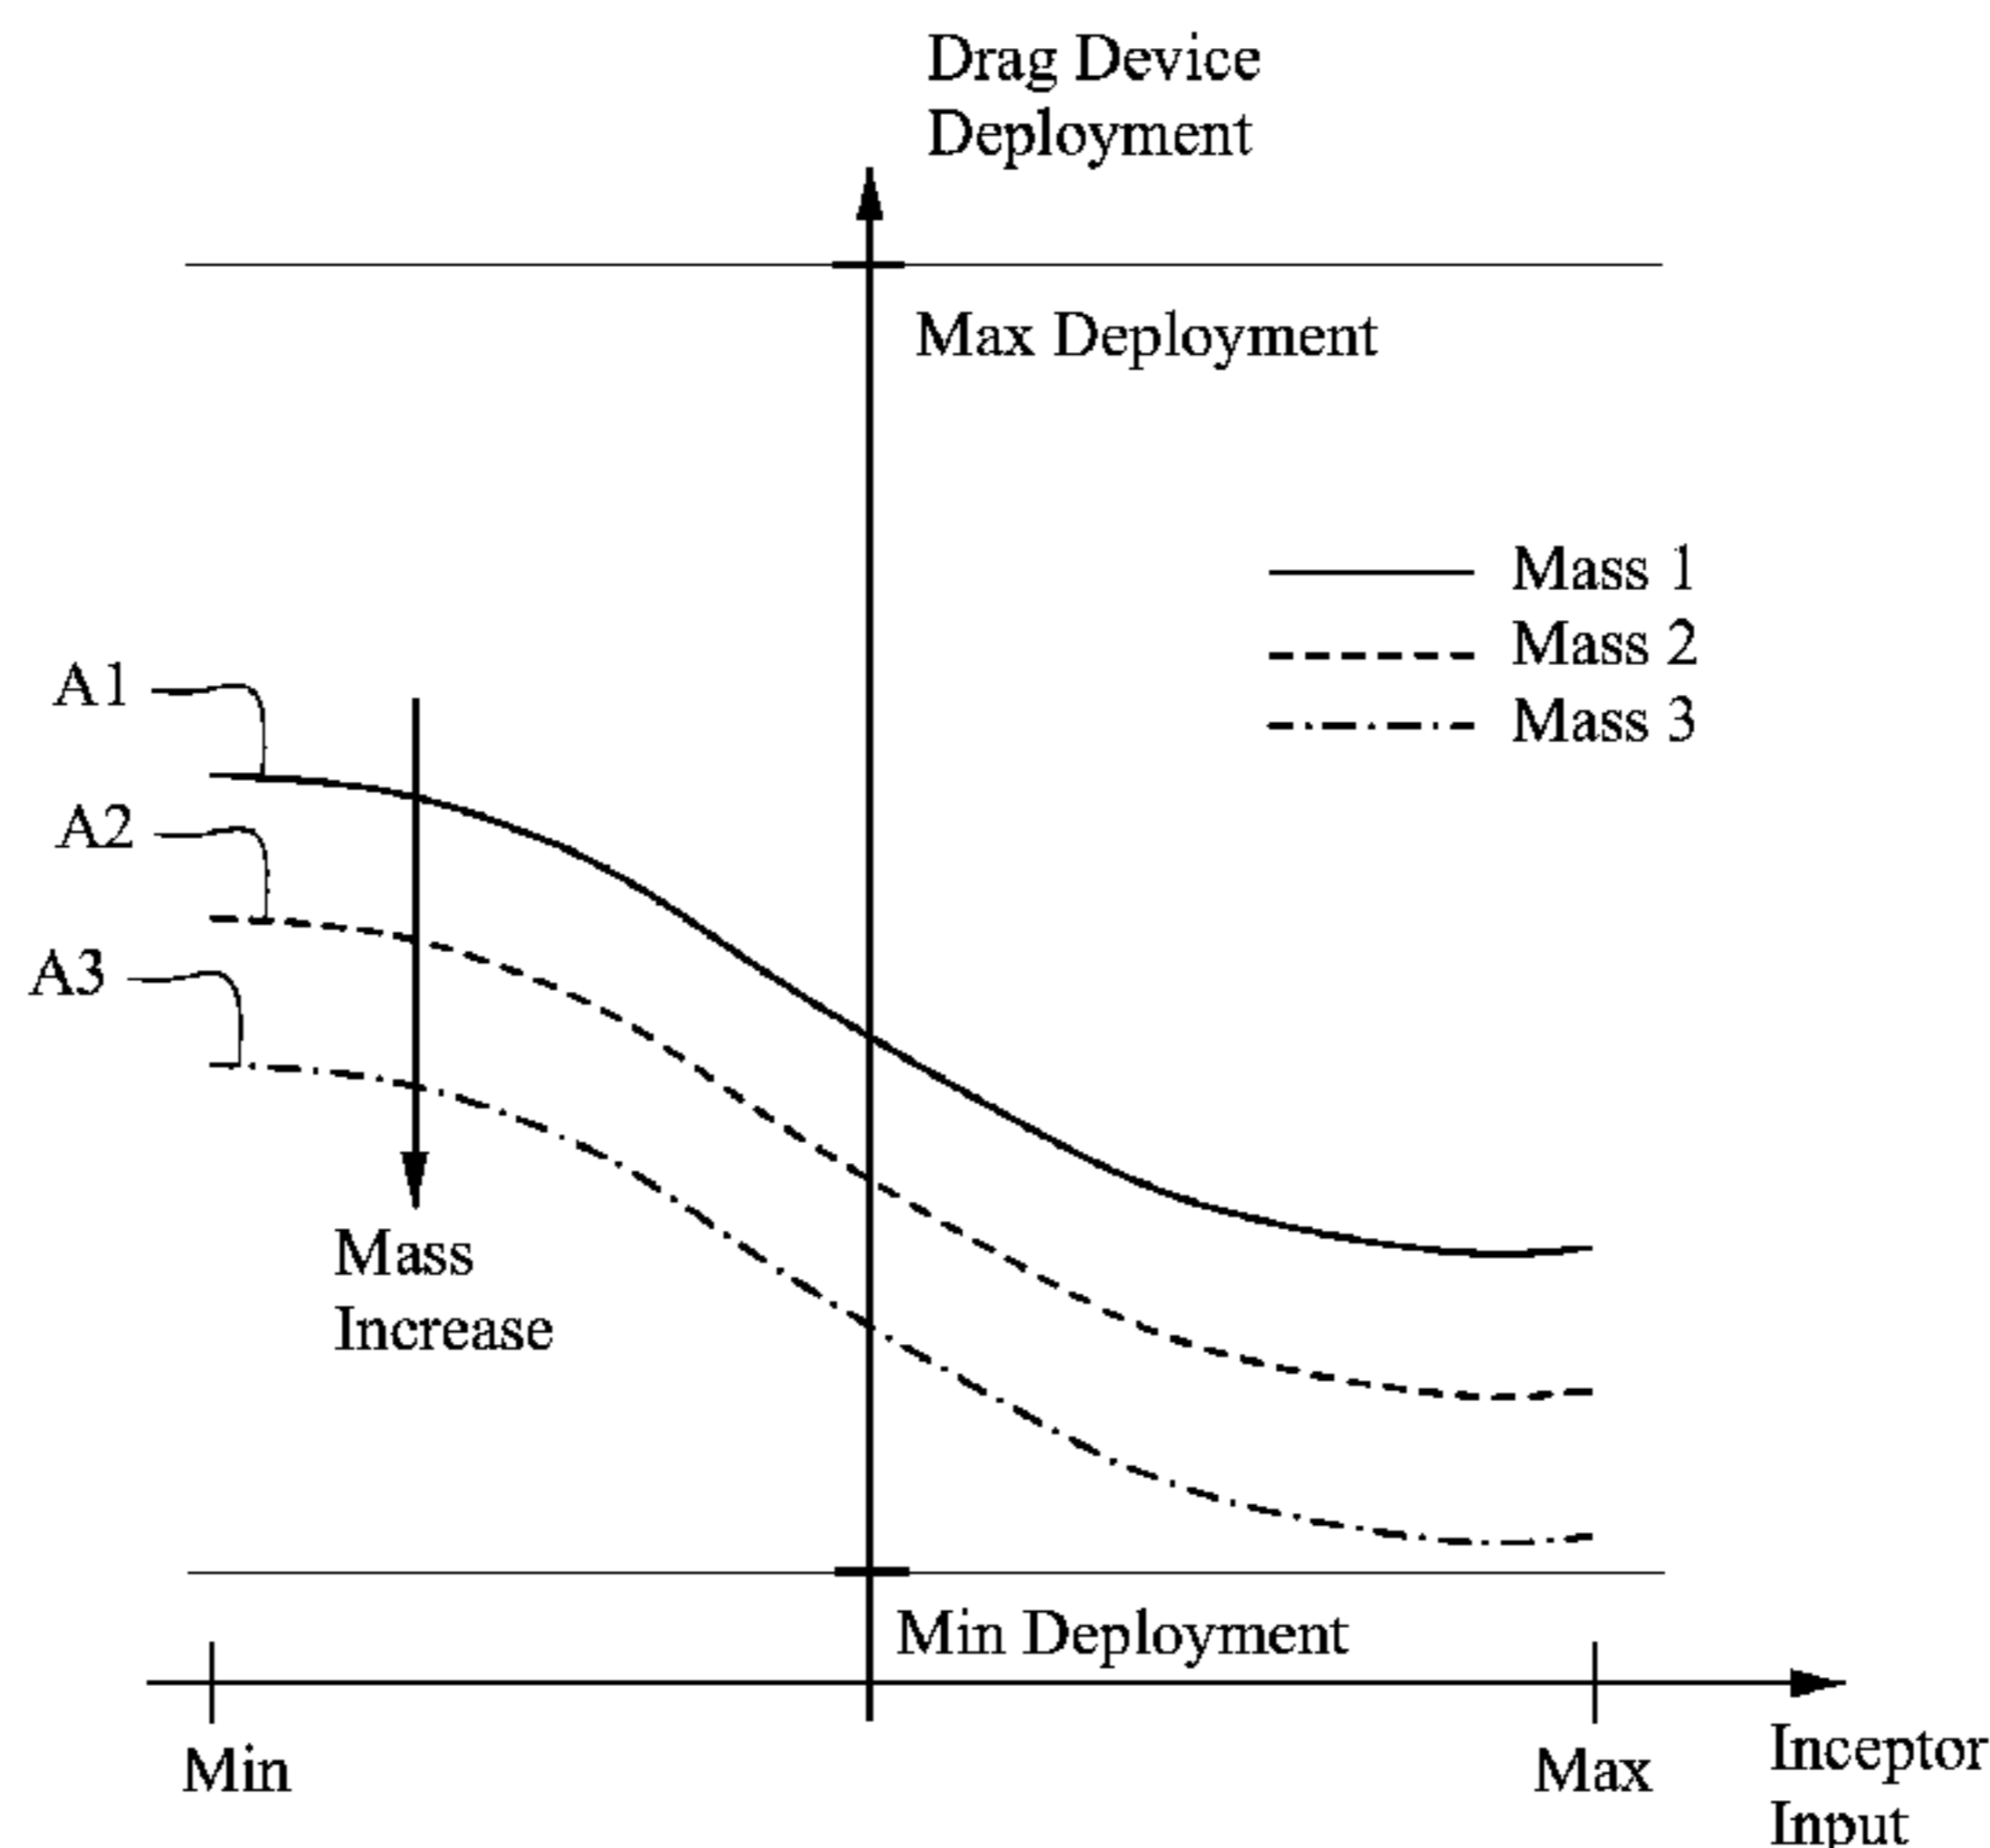 Drag Device
Deployment
Max Deployment
Mass 1
Mass 2
Mass 3
A1
A2
A3
Mass
Increase
Min Deployment
Min
Max
Inceptor
Input